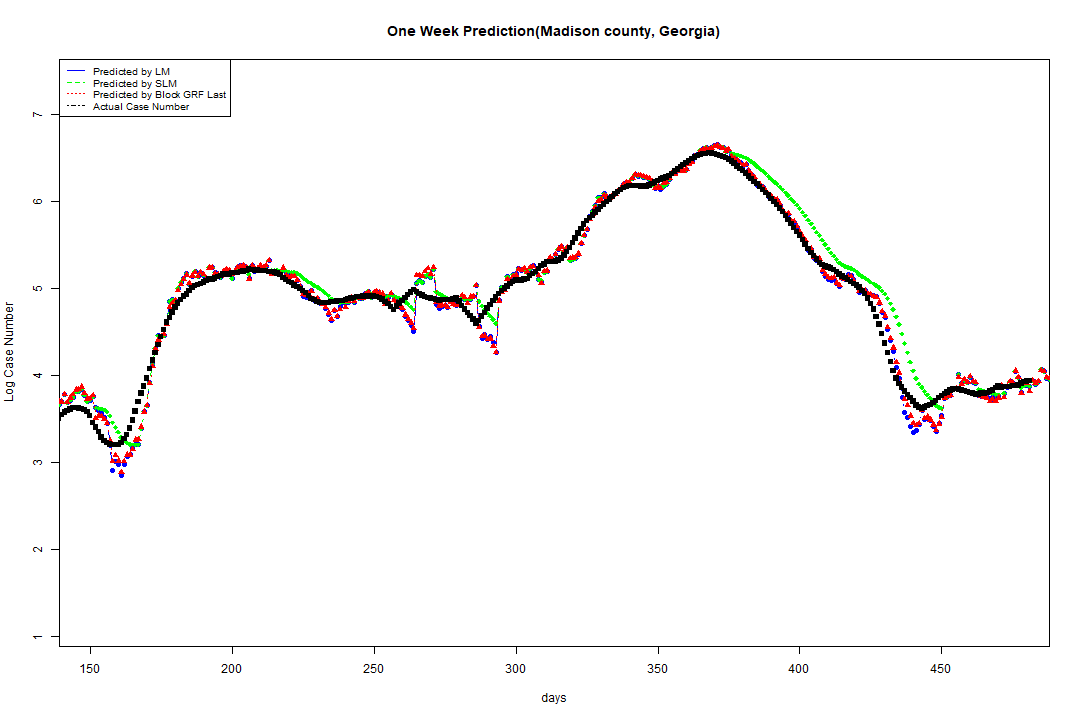 One Week Prediction(Madison county, Georgia)
Predicted by LM
Predicted by SLM
Predicted by Block GRF Last
Actual Case Number
7
6
5
4
3
2
1
Log Case Number
150 200 250 300 350 400 450
days